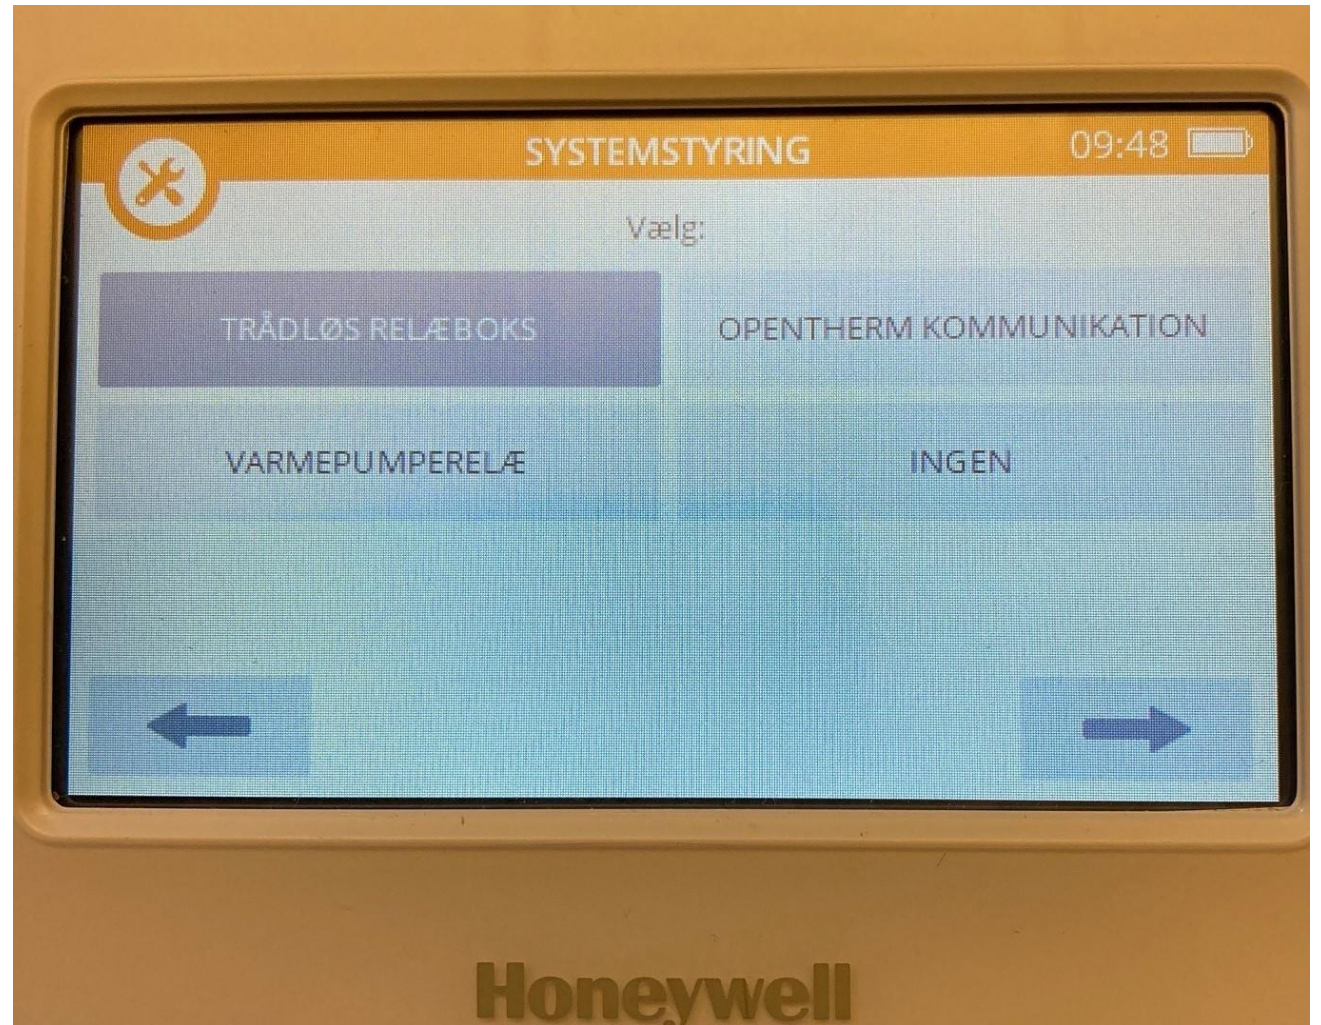 SYSTEMSTYRING 09:48
Vælg:
TRÅDLØS RELÆBOKS OPENTHERM KOMMUNIKATION
VARMEPUMPERELÆ INGEN
Honeywell